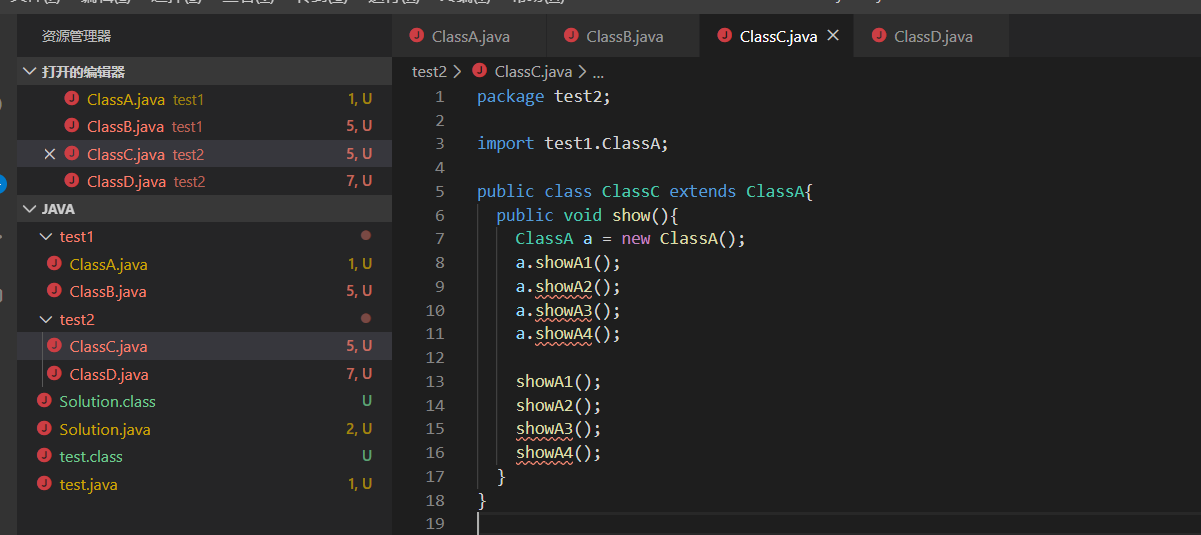 资源管理器
ClassA.java
ClassB.java
ClassC.java
ClassD.java
打开的编辑器
ClassA.java test1 1, U
ClassB.java test1 5, U
ClassC.java test2 5, U
ClassD.java test2 7, U
JAVA
test1
ClassA.java 1, U
ClassB.java 5, U
test2
ClassC.java 5, U
ClassD.java 7, U
Solution.class U
Solution.java 2, U
test.class U
test.java 1, U
test2 > ClassC.java > ...
1 package test2;
2
3 import test1.ClassA;
4
5 public class ClassC extends ClassA{
6 public void show(){
7 ClassA a = new ClassA();
8 a.showA1();
9 a.showA2();
10 a.showA3();
11 a.showA4();
12
13 showA1();
14 showA2();
15 showA3();
16 showA4();
17 }
18 }
19